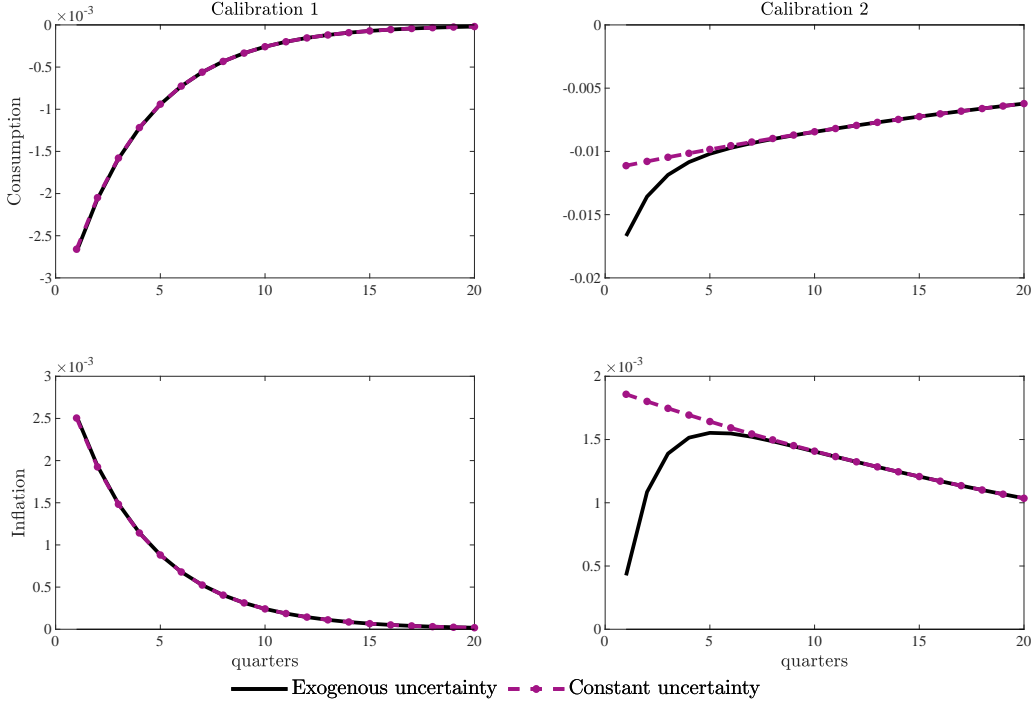 Calibration 1
×10-3
0
-0.5
-1
-1.5
-2
-2.5
-3
0 5 10 15 20
Consumption
Calibration 2
0
-0.005
-0.01
-0.015
-0.02
0 5 10 15 20
×10-3
3
2.5
2
1.5
1
0.5
0
0 5 10 15 20
Inflation
quarters
×10-3
2
1.5
1
0.5
0
0 5 10 15 20
quarters
Exogenous uncertainty Constant uncertainty